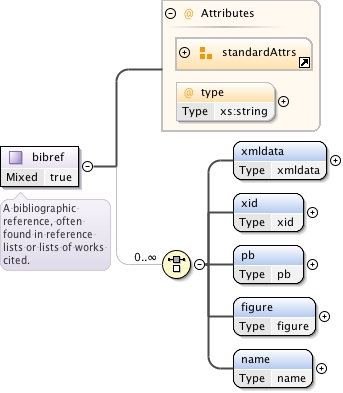 @ Attributes
standardAttrs
@ type
Type xs:string
bibref
Mixed true
A bibliographic
reference, often
found in reference
lists or lists of works
cited.
0..∞
xmldata
Type xmldata
xid
Type xid
pb
Type pb
figure
Type figure
name
Type name